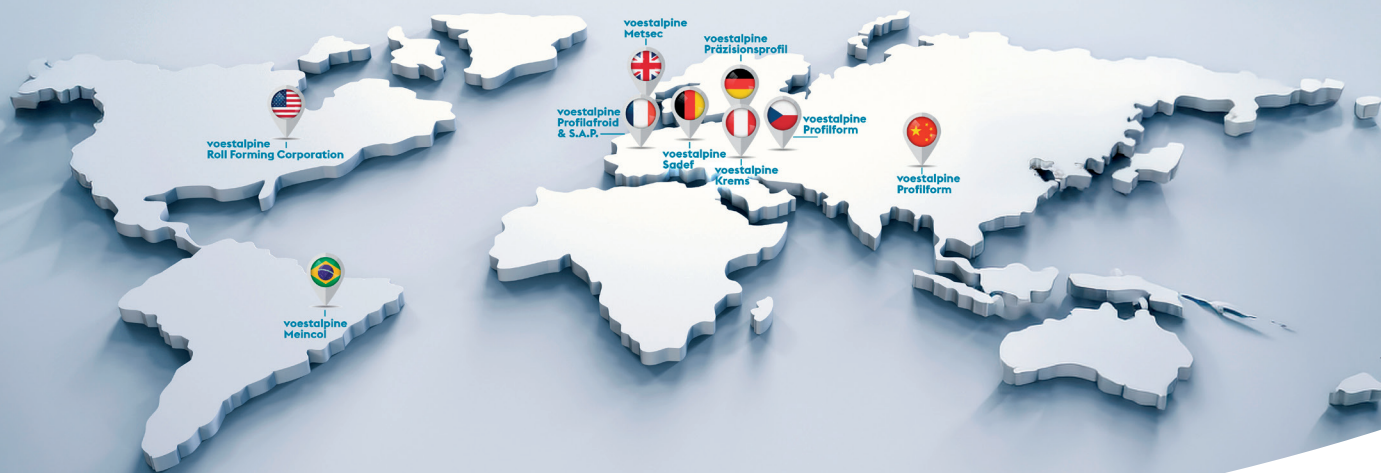 voestalpine
Metsec
voestalpine
Präzisionsprofil
voestalpine
Profilafroid
& S.A.P.
voestalpine
Profilform
voestalpine
Roll Forming Corporation
voestalpine
Sadef
voestalpine
Krems
voestalpine
Profilform
voestalpine
Meincol